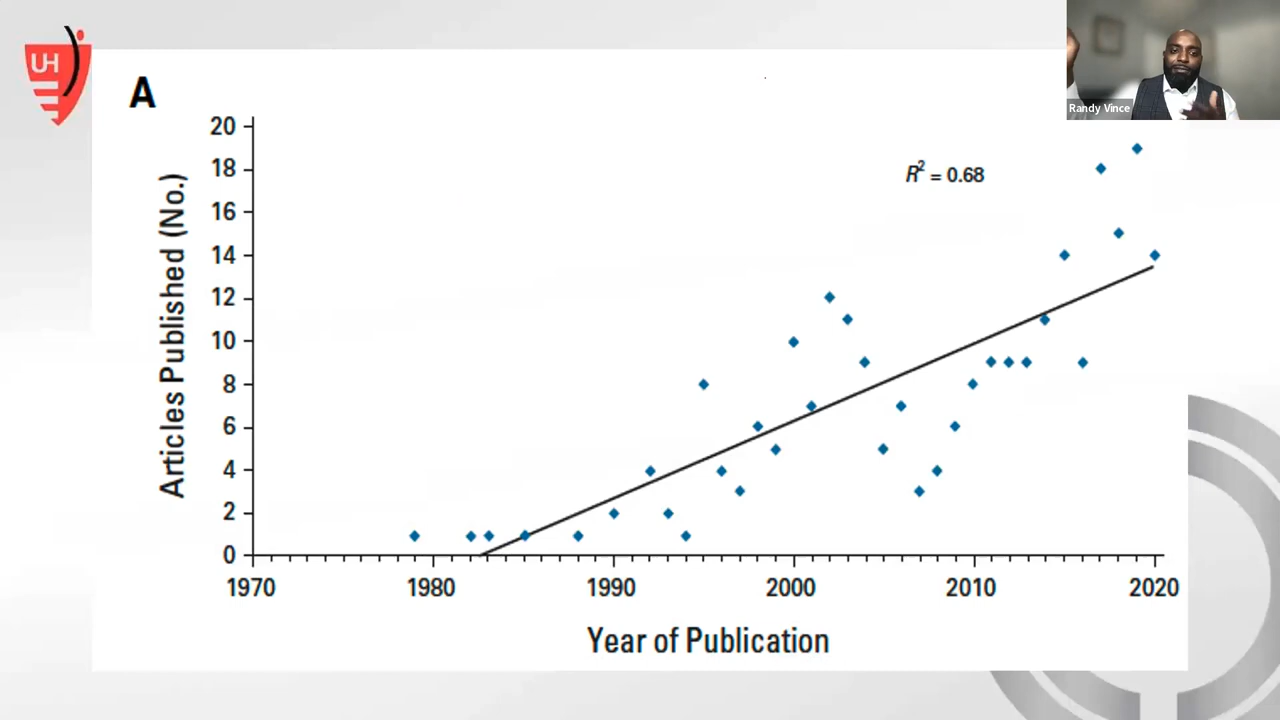 UH
Randy Vince
A
20
18
16
14
12
10
8
6
4
2
0
Articles Published (No.)
R² = 0.68
1970 1980 1990 2000 2010 2020
Year of Publication